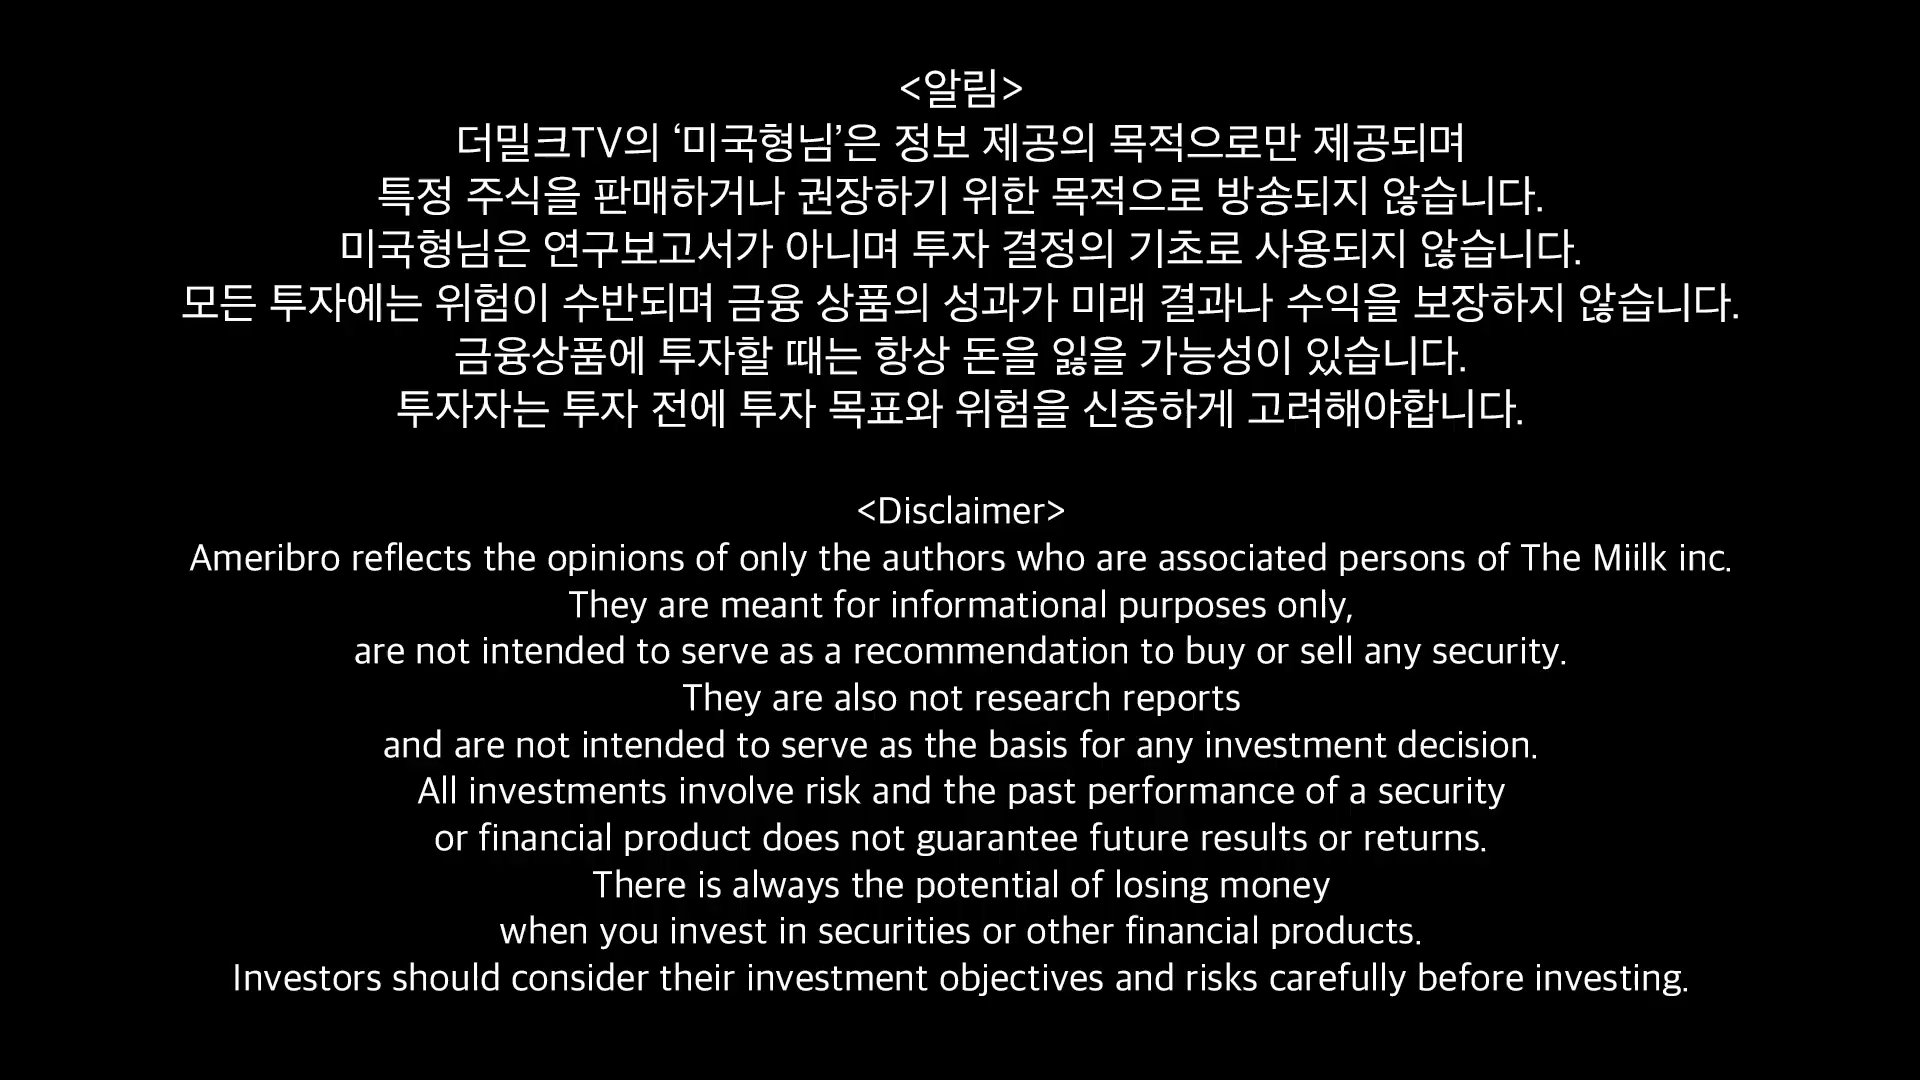 <알림>
더밀크TV의 ‘미국형님’은 정보 제공의 목적으로만 제공되며
특정 주식을 판매하거나 권장하기 위한 목적으로 방송되지 않습니다.
미국형님은 연구보고서가 아니며 투자 결정의 기초로 사용되지 않습니다.
모든 투자에는 위험이 수반되며 금융 상품의 성과가 미래 결과나 수익을 보장하지 않습니다.
금융상품에 투자할 때는 항상 돈을 잃을 가능성이 있습니다.
투자자는 투자 전에 투자 목표와 위험을 신중하게 고려해야합니다.
<Disclaimer>
Ameribro reflects the opinions of only the authors who are associated persons of The Miilk inc.
They are meant for informational purposes only,
are not intended to serve as a recommendation to buy or sell any security.
They are also not research reports
and are not intended to serve as the basis for any investment decision.
All investments involve risk and the past performance of a security
or financial product does not guarantee future results or returns.
There is always the potential of losing money
when you invest in securities or other financial products.
Investors should consider their investment objectives and risks carefully before investing.